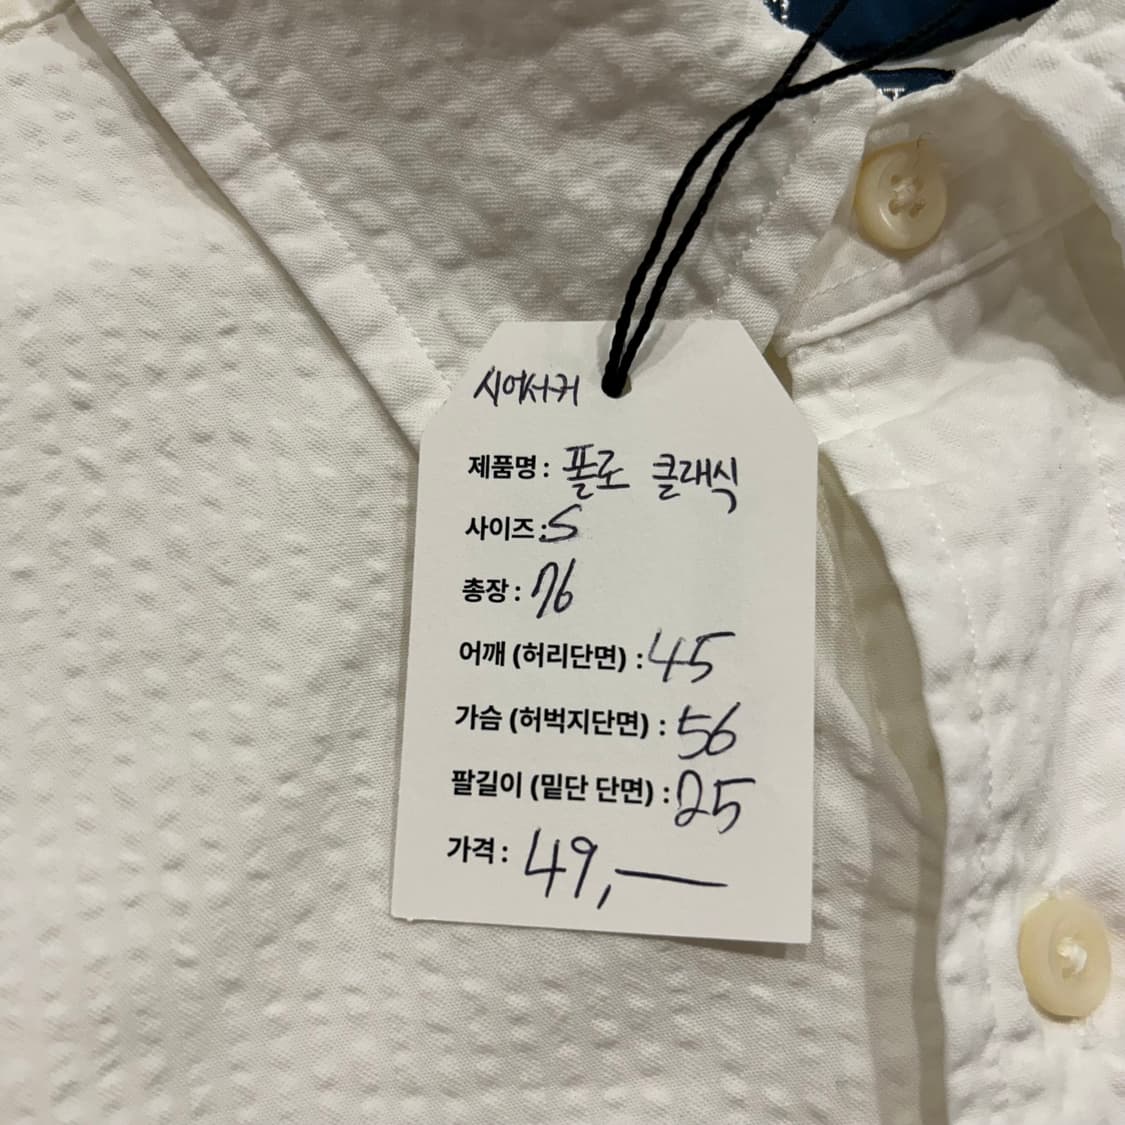 시어서커
제품명 : 폴로 클래식
사이즈 : S
총장 : 76
어깨 (허리단면) : 45
가슴 (허벅지단면) : 56
팔길이 (밑단 단면) : 25
가격 : 49,—